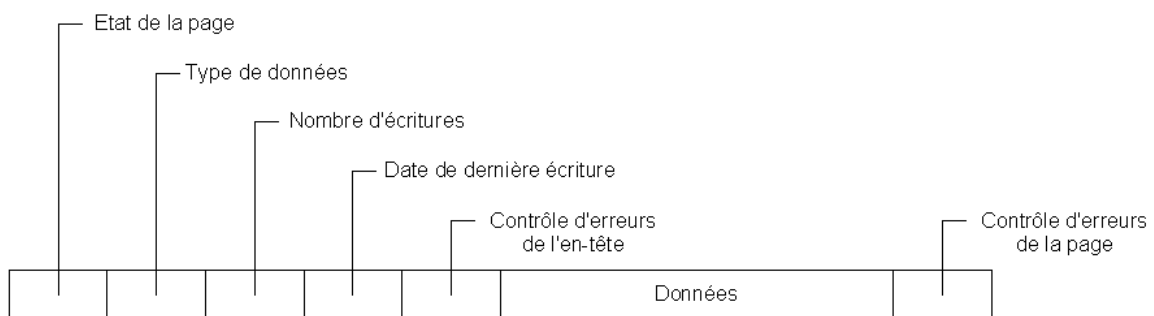 Etat de la page
Type de données
Nombre d'écritures
Date de dernière écriture
Contrôle d'erreurs
de l'en-tête
Contrôle d'erreurs
de la page
Données